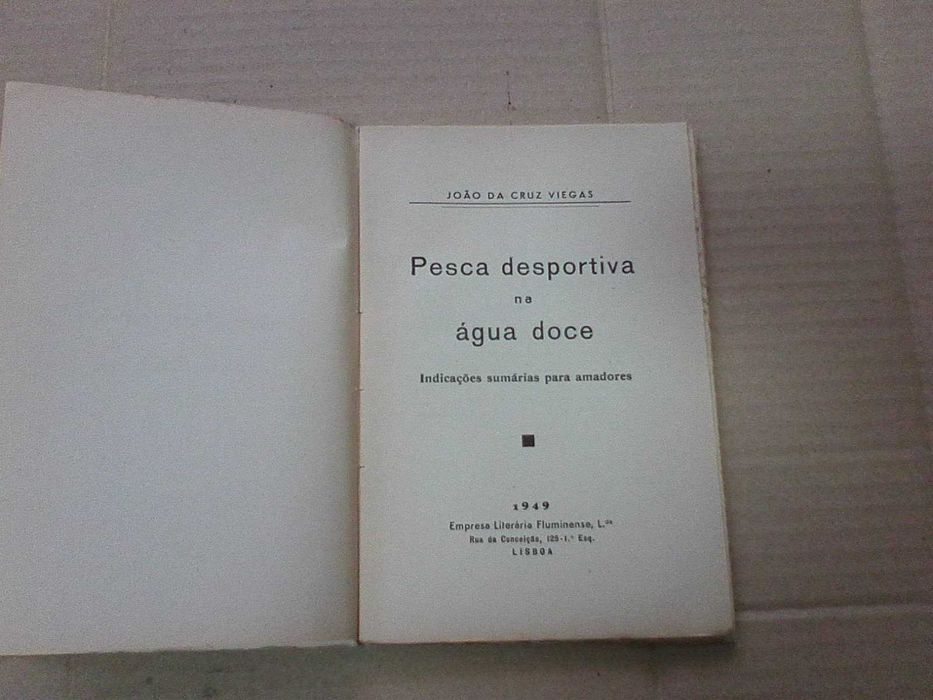 JOÃO DA CRUZ VIEGAS
Pesca desportiva
na
água doce
Indicações sumárias para amadores
1949
Empresa Literária Fluminense, L.da
Rua da Conceição, 125-1.º Esq.
LISBOA